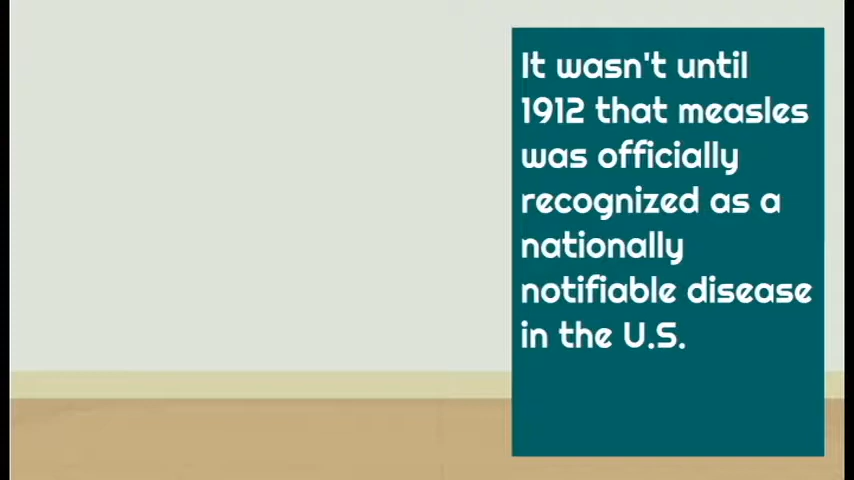 It wasn't until
1912 that measles
was officially
recognized as a
nationally
notifiable disease
in the U.S.